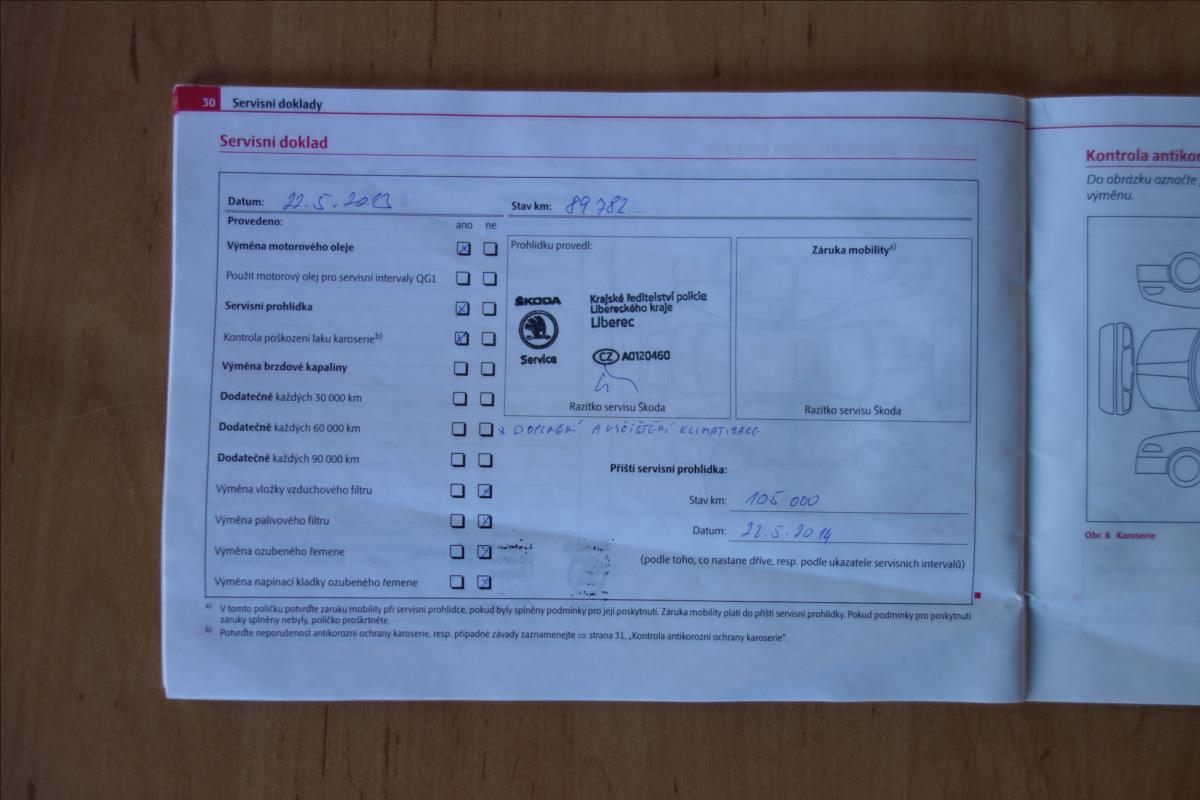 30 Servisní doklady
Servisní doklad
Datum: 22.5.2013 Stav km: 89 782
Provedeno: ano ne
Výměna motorového oleje
Použit motorový olej pro servisní intervaly QG1
Servisní prohlídka
Kontrola poškození laku karoserie b)
Výměna brzdové kapaliny
Dodatečně každých 30 000 km
Dodatečně každých 60 000 km
Dodatečně každých 90 000 km
Výměna vložky vzduchového filtru
Výměna palivového filtru
Výměna ozubeného řemene
Výměna napínací kladky ozubeného řemene
Prohlídku provedl:
ŠKODA
Service
Krajské ředitelství policie
Libereckého kraje
Liberec
CZ A0120460
Razítko servisu Škoda
Záruka mobility a)
Razítko servisu Škoda
x DOPLNĚNÍ A VYČIŠTĚNÍ KLIMATIZACE
Příští servisní prohlídka:
Stav km: 105 000
Datum: 22.5.2014
(podle toho, co nastane dříve, resp. podle ukazatele servisních intervalů)
a) V tomto políčku potvrďte záruku mobility při servisní prohlídce, pokud byly splněny podmínky pro její poskytnutí. Záruka mobility platí do příští servisní prohlídky. Pokud podmínky pro poskytnutí
záruky splněny nebyly, políčko proškrtněte.
b) Potvrďte neporušenost antikorozní ochrany karoserie, resp. případné závady zaznamenejte ⇒ strana 31, „Kontrola antikorozní ochrany karoserie".
Kontrola antikor
Do obrázku označte
výměnu.
Obr. 8 Karoserie